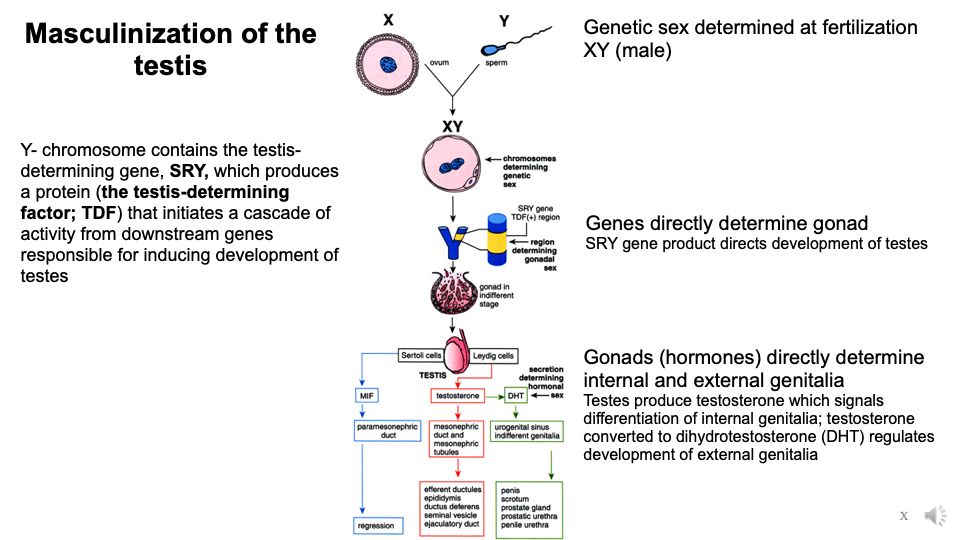 Masculinization of the
testis
Y- chromosome contains the testis-
determining gene, SRY, which produces
a protein (the testis-determining
factor; TDF) that initiates a cascade of
activity from downstream genes
responsible for inducing development of
testes
X
Y
ovum
sperm
XY
chromosomes
determining
genetic
sex
SRY gene
TDF(+) region
region
determining
gonadal
sex
gonad in
indifferent
stage
Sertoli cells
Leydig cells
TESTIS
secretion
determining
hormonal
sex
MIF
testosterone
DHT
paramesonephric
duct
mesonephric
duct and
mesonephric
tubules
urogenital sinus
indifferent genitalia
regression
efferent ductules
epididymis
ductus deferens
seminal vesicle
ejaculatory duct
penis
scrotum
prostate gland
prostatic urethra
penile urethra
Genetic sex determined at fertilization
XY (male)
Genes directly determine gonad
SRY gene product directs development of testes
Gonads (hormones) directly determine
internal and external genitalia
Testes produce testosterone which signals
differentiation of internal genitalia; testosterone
converted to dihydrotestosterone (DHT) regulates
development of external genitalia
X